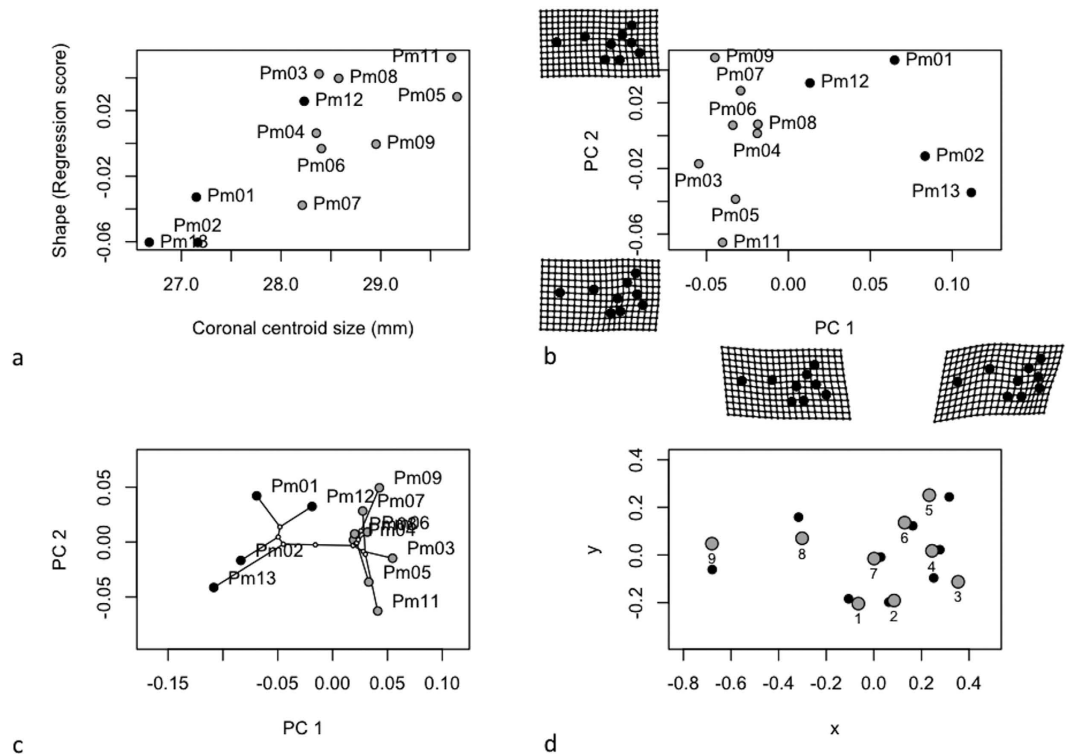 Shape (Regression score)
0.02
-0.02
-0.06
Pm11
Pm03
Pm08
Pm05
Pm12
Pm04
Pm09
Pm06
Pm01
Pm07
Pm02
Pm13
27.0
28.0
29.0
Coronal centroid size (mm)
a
PC 2
0.02
-0.02
-0.06
Pm09
Pm01
Pm07
Pm12
Pm06
Pm08
Pm04
Pm02
Pm03
Pm13
Pm05
Pm11
-0.05
0.00
0.05
0.10
PC 1
b
PC 2
0.05
0.00
-0.05
Pm09
Pm01
Pm12
Pm07
Pm04
Pm02
Pm03
Pm05
Pm13
Pm11
-0.15
-0.05
0.00
0.05
0.10
PC 1
c
y
0.4
0.2
0.0
-0.2
5
6
9
8
7
4
3
1
2
-0.8
-0.6
-0.4
-0.2
0.0
0.2
0.4
x
d